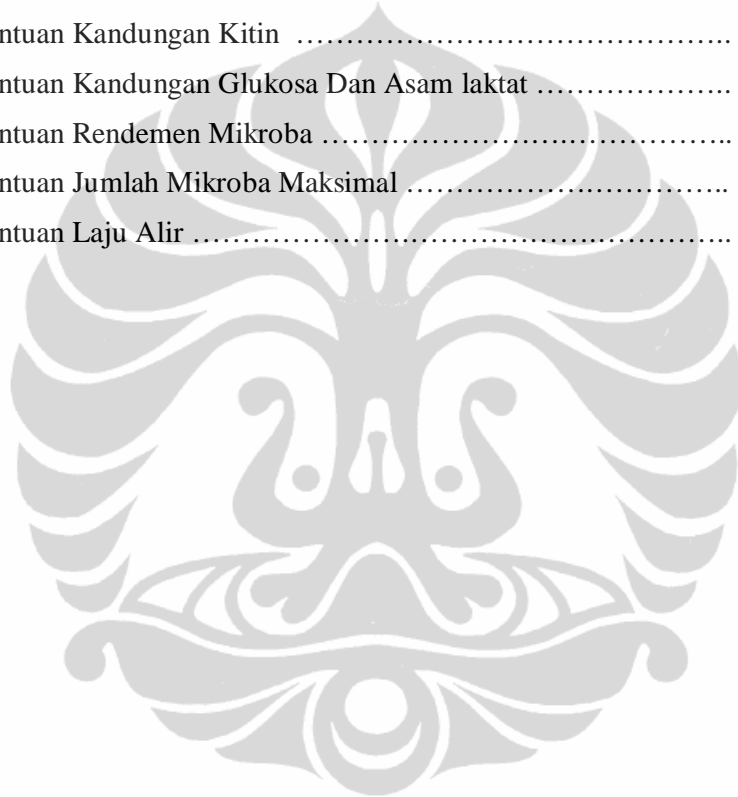 ntuan Kandungan Kitin ……………………………………..
ntuan Kandungan Glukosa Dan Asam laktat ………………..
ntuan Rendemen Mikroba …………………….……………..
ntuan Jumlah Mikroba Maksimal ……………….…………..
ntuan Laju Alir ………………….……………….…………..